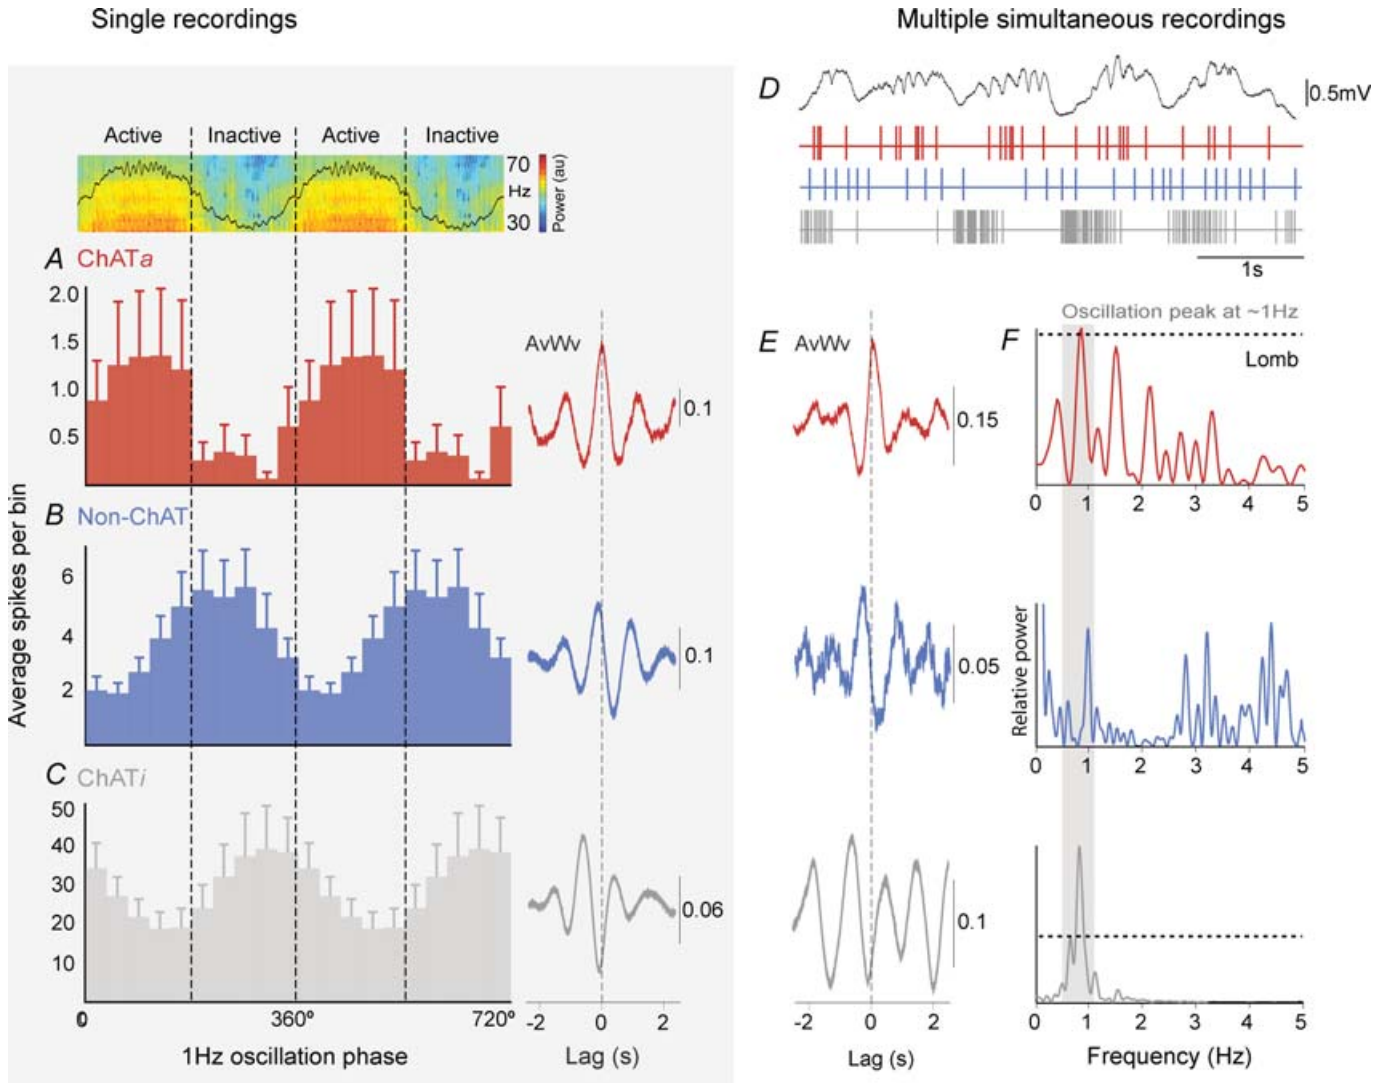 Single recordings
Multiple simultaneous recordings
Active Inactive Active Inactive
70
Hz
30
Power (au)
A ChATa
2.0
1.5
1.0
0.5
AvWv
0.1
B Non-ChAT
6
4
2
0.1
C ChATi
50
40
30
20
10
0.06
Average spikes per bin
0 360º 720º
1Hz oscillation phase
-2 0 2
Lag (s)
D
0.5mV
1s
E AvWv
0.15
0.05
0.1
-2 0 2
Lag (s)
F
Oscillation peak at ~1Hz
Lomb
0 1 2 3 4 5
Relative power
0 1 2 3 4 5
0 1 2 3 4 5
Frequency (Hz)